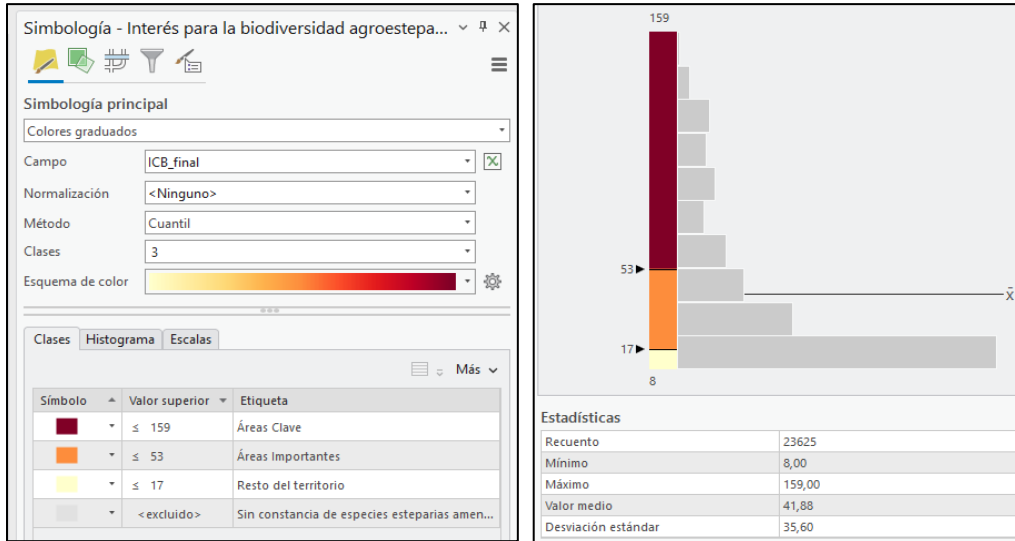 Simbología - Interés para la biodiversidad agroestepa...
Simbología principal
Colores graduados
Campo ICB_final
Normalización <Ninguno>
Método Cuantil
Clases 3
Esquema de color
Clases Histograma Escalas
Más
Símbolo Valor superior Etiqueta
≤ 159 Áreas Clave
≤ 53 Áreas Importantes
≤ 17 Resto del territorio
<excluido> Sin constancia de especies esteparias amen...
159
53
x̄
17
8
Estadísticas
Recuento 23625
Mínimo 8,00
Máximo 159,00
Valor medio 41,88
Desviación estándar 35,60